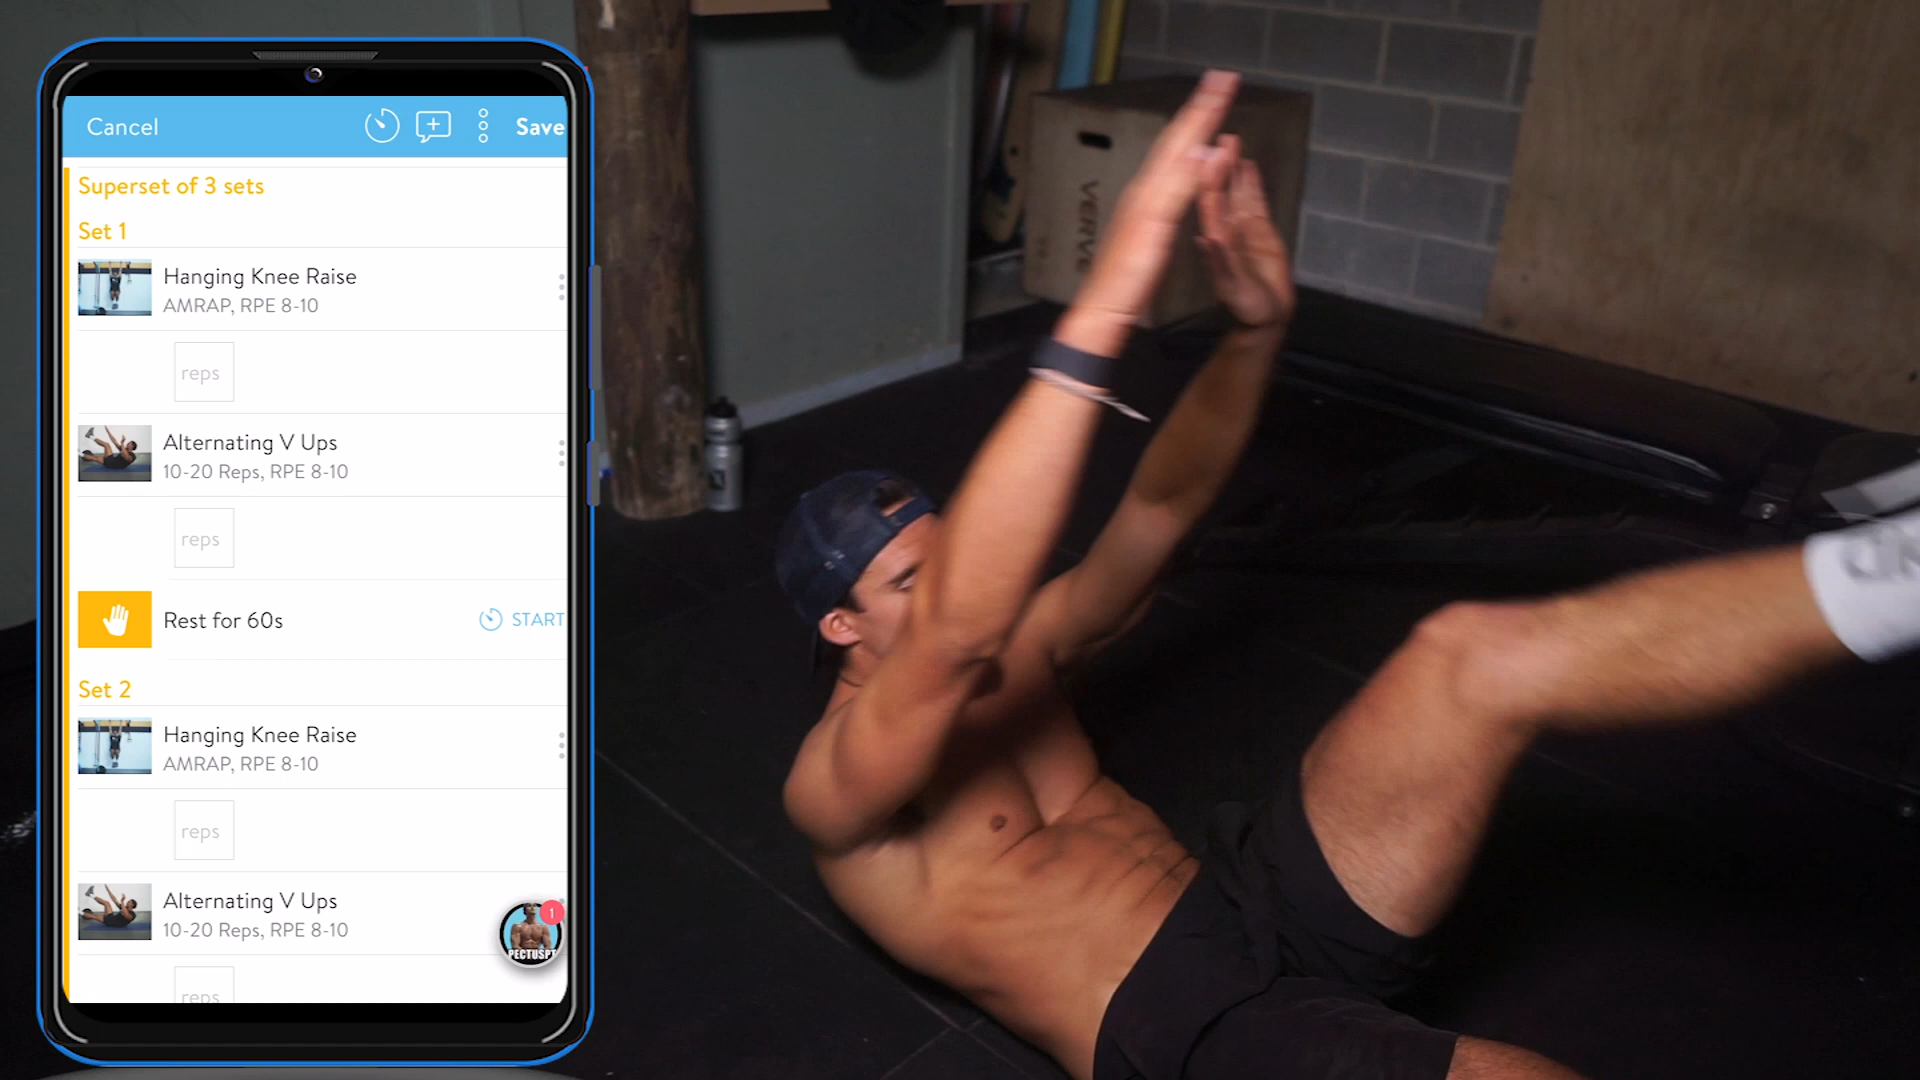 Cancel
Save
Superset of 3 sets
Set 1
Hanging Knee Raise
AMRAP, RPE 8-10
reps
Alternating V Ups
10-20 Reps, RPE 8-10
reps
Rest for 60s
START
Set 2
Hanging Knee Raise
AMRAP, RPE 8-10
reps
Alternating V Ups
10-20 Reps, RPE 8-10
1
PECTUSPT
reps
VERVE